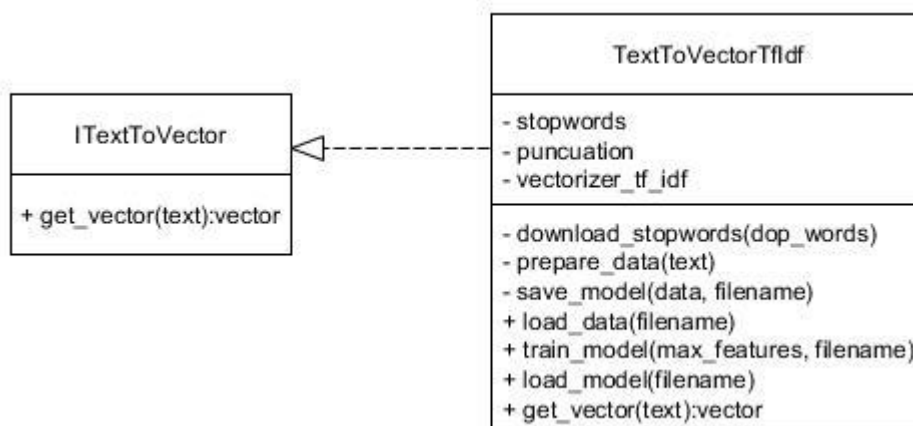 ITextToVector
+ get_vector(text):vector
TextToVectorTfIdf
- stopwords
- puncuation
- vectorizer_tf_idf
- download_stopwords(dop_words)
- prepare_data(text)
- save_model(data, filename)
+ load_data(filename)
+ train_model(max_features, filename)
+ load_model(filename)
+ get_vector(text):vector